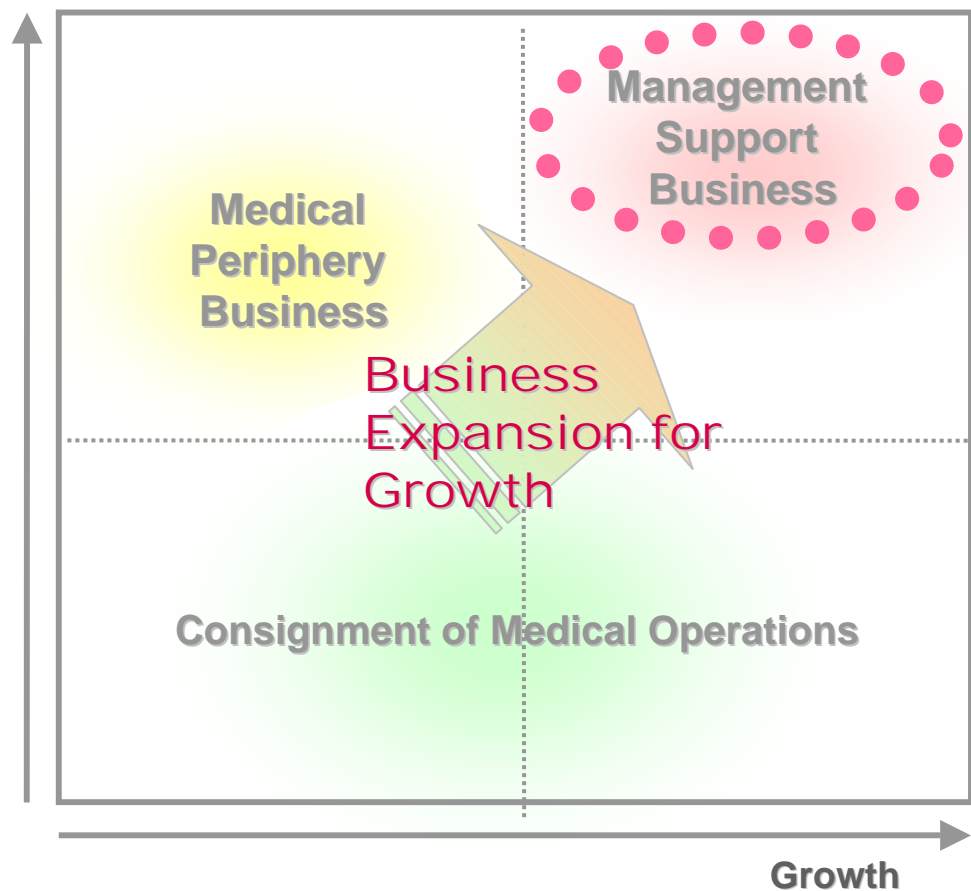 Management
Support
Business
Medical
Periphery
Business
Business
Expansion for
Growth
Consignment of Medical Operations
Growth